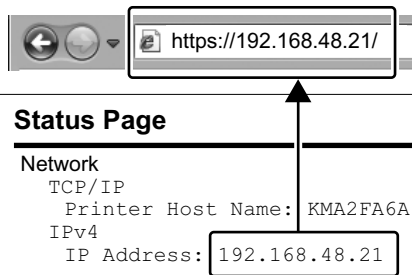 https://192.168.48.21/
Status Page
Network
TCP/IP
Printer Host Name: KMA2FA6A
IPv4
IP Address: 192.168.48.21